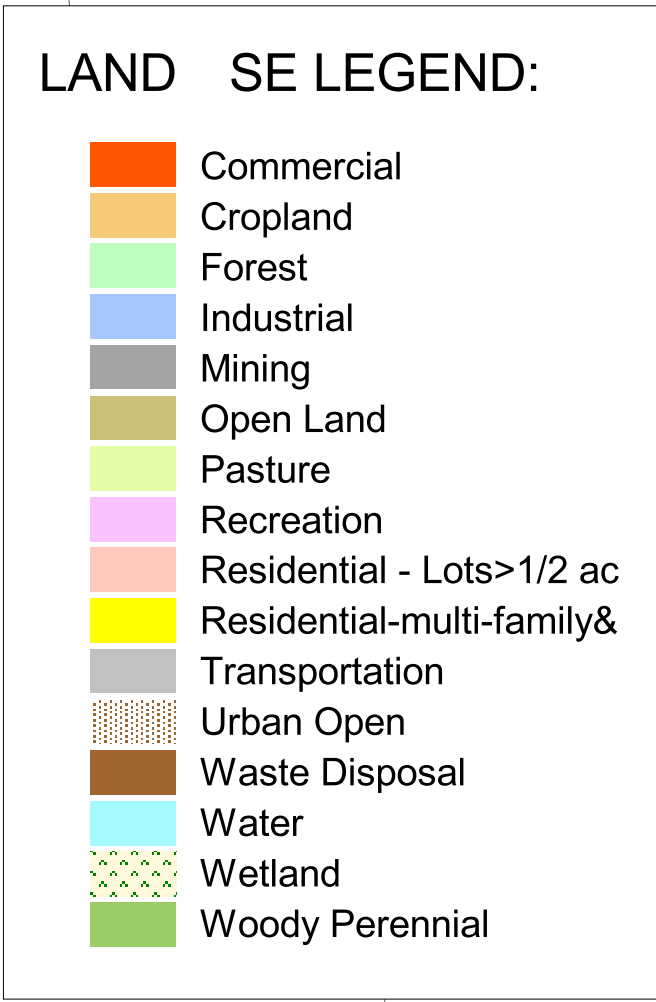 LAND SE LEGEND:
Commercial
Cropland
Forest
Industrial
Mining
Open Land
Pasture
Recreation
Residential - Lots>1/2 ac
Residential-multi-family&
Transportation
Urban Open
Waste Disposal
Water
Wetland
Woody Perennial